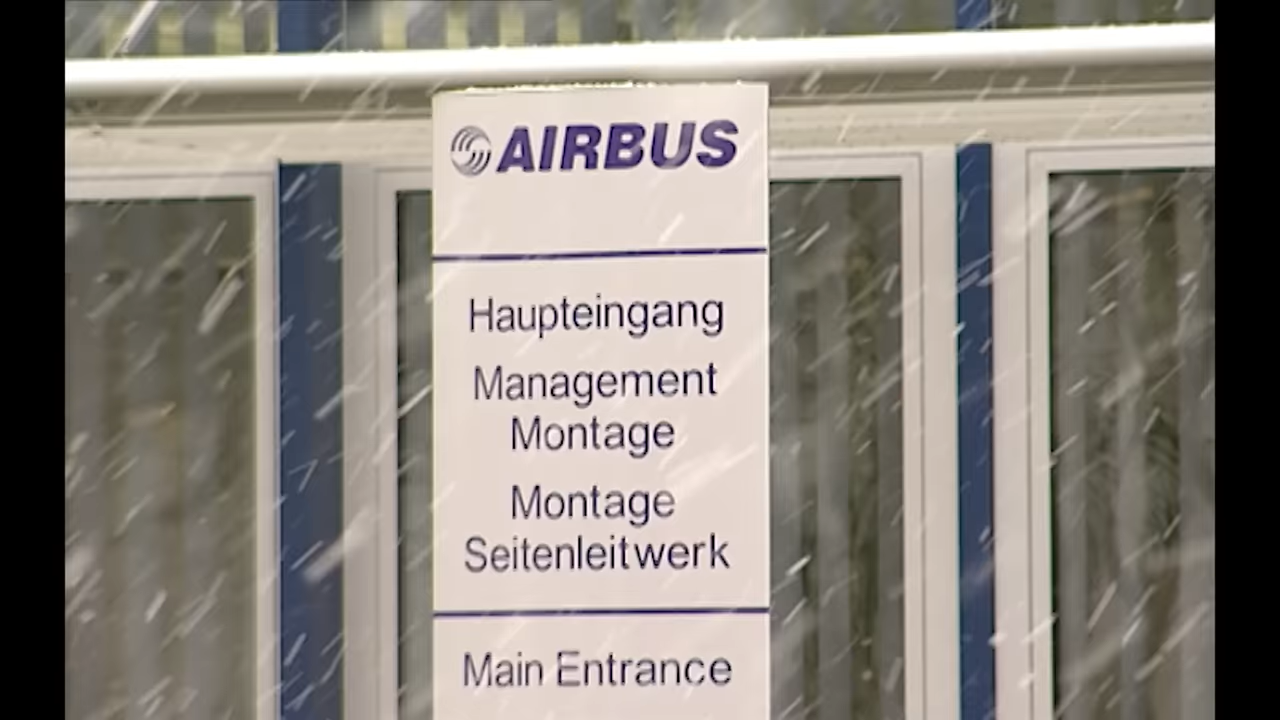 AIRBUS
Haupteingang
Management
Montage
Montage
Seitenleitwerk
Main Entrance